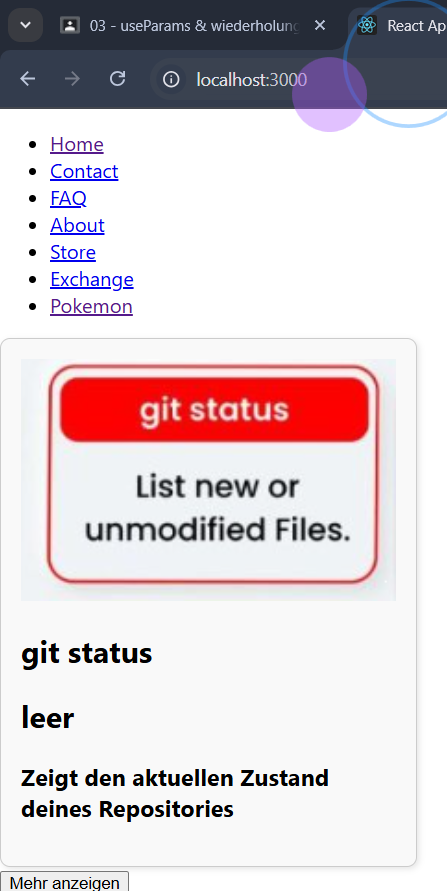 03 - useParams & wiederholun
React Ap
localhost:3000
Home
Contact
FAQ
About
Store
Exchange
Pokemon
git status
List new or
unmodified Files.
git status
leer
Zeigt den aktuellen Zustand
deines Repositories
Mehr anzeigen